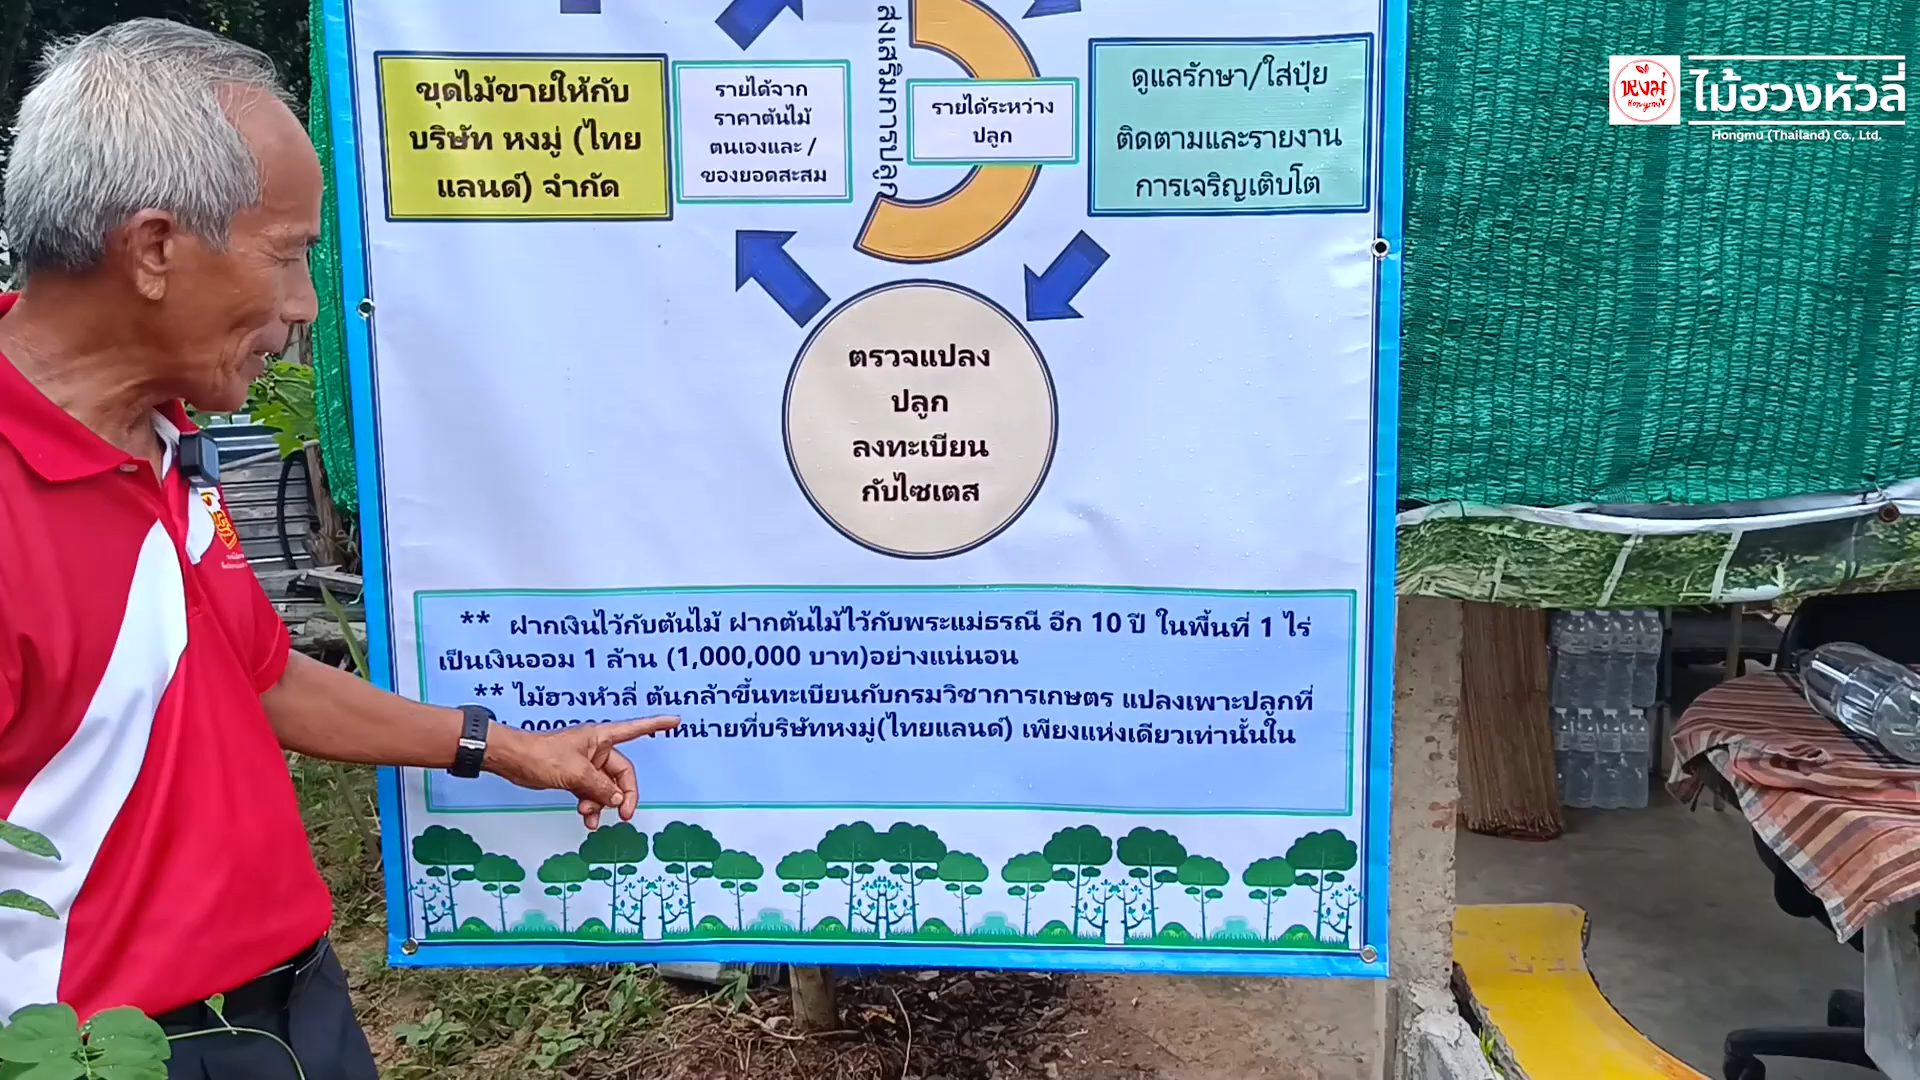 ส่งเสริมการปลูก
ขุดไม้ขายให้กับ
บริษัท หงมู่ (ไทย
แลนด์) จำกัด
รายได้จาก
ราคาต้นไม้
ตนเองและ /
ของยอดสะสม
รายได้ระหว่าง
ปลูก
ดูแลรักษา/ใส่ปุ๋ย
ติดตามและรายงาน
การเจริญเติบโต
หงมู่
Hongmu
ไม้ฮวงหัวลี่
Hongmu (Thailand) Co., Ltd.
ตรวจแปลง
ปลูก
ลงทะเบียน
กับไซเตส
** ฝากเงินไว้กับต้นไม้ ฝากต้นไม้ไว้กับพระแม่ธรณี อีก 10 ปี ในพื้นที่ 1 ไร่
เป็นเงินออม 1 ล้าน (1,000,000 บาท)อย่างแน่นอน
** ไม้ฮวงหัวลี่ ต้นกล้าขึ้นทะเบียนกับกรมวิชาการเกษตร แปลงเพาะปลูกที่
หน่ายที่บริษัทหงมู่(ไทยแลนด์) เพียงแห่งเดียวเท่านั้นใน